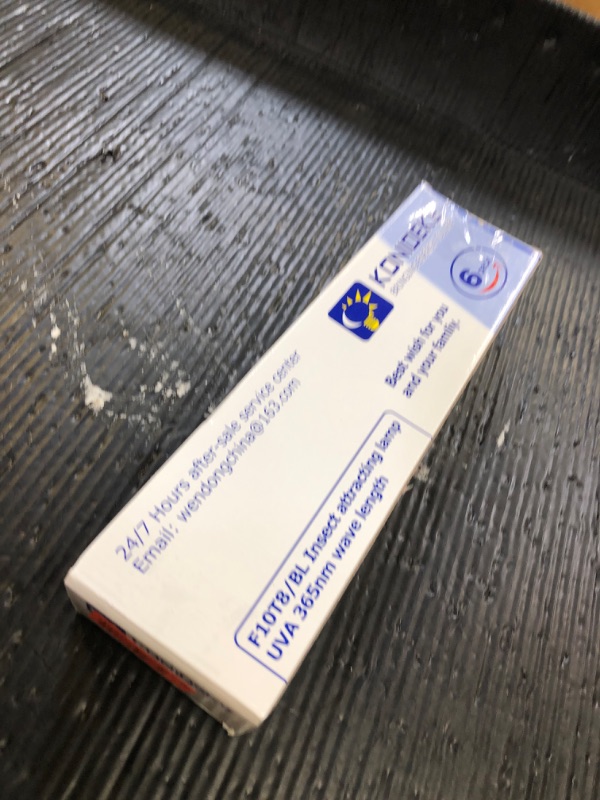 6
Best wish for you
and your family.
24/7 Hours after-sale service center
Email: wendongchina@163.com
F10T8/BL Insect attracting lamp
UVA 365nm wave length